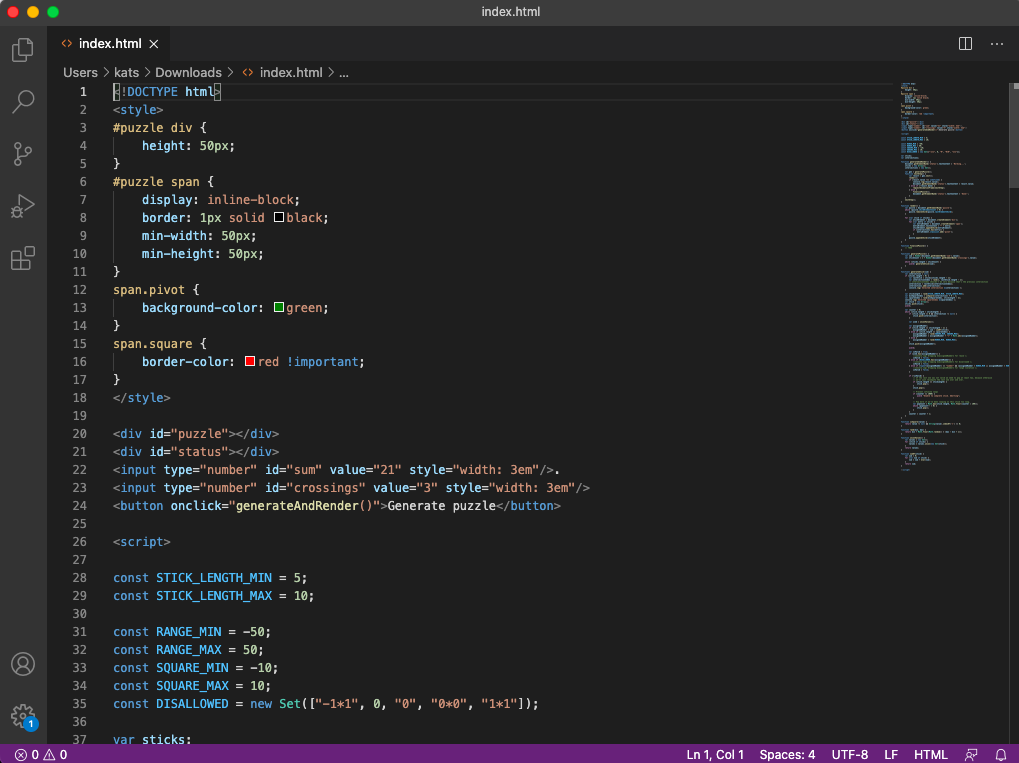 index.html
index.html
Users > kats > Downloads > index.html > ...
1 <!DOCTYPE html>
2 <style>
3 #puzzle div {
4     height: 50px;
5 }
6 #puzzle span {
7     display: inline-block;
8     border: 1px solid black;
9     min-width: 50px;
10     min-height: 50px;
11 }
12 span.pivot {
13     background-color: green;
14 }
15 span.square {
16     border-color: red !important;
17 }
18 </style>
19
20 <div id="puzzle"></div>
21 <div id="status"></div>
22 <input type="number" id="sum" value="21" style="width: 3em"/>.
23 <input type="number" id="crossings" value="3" style="width: 3em"/>
24 <button onclick="generateAndRender()">Generate puzzle</button>
25
26 <script>
27
28 const STICK_LENGTH_MIN = 5;
29 const STICK_LENGTH_MAX = 10;
30
31 const RANGE_MIN = -50;
32 const RANGE_MAX = 50;
33 const SQUARE_MIN = -10;
34 const SQUARE_MAX = 10;
35 const DISALLOWED = new Set(["-1*1", 0, "0", "0*0", "1*1"]);
36
37 var sticks;
1
0 0
Ln 1, Col 1 Spaces: 4 UTF-8 LF HTML